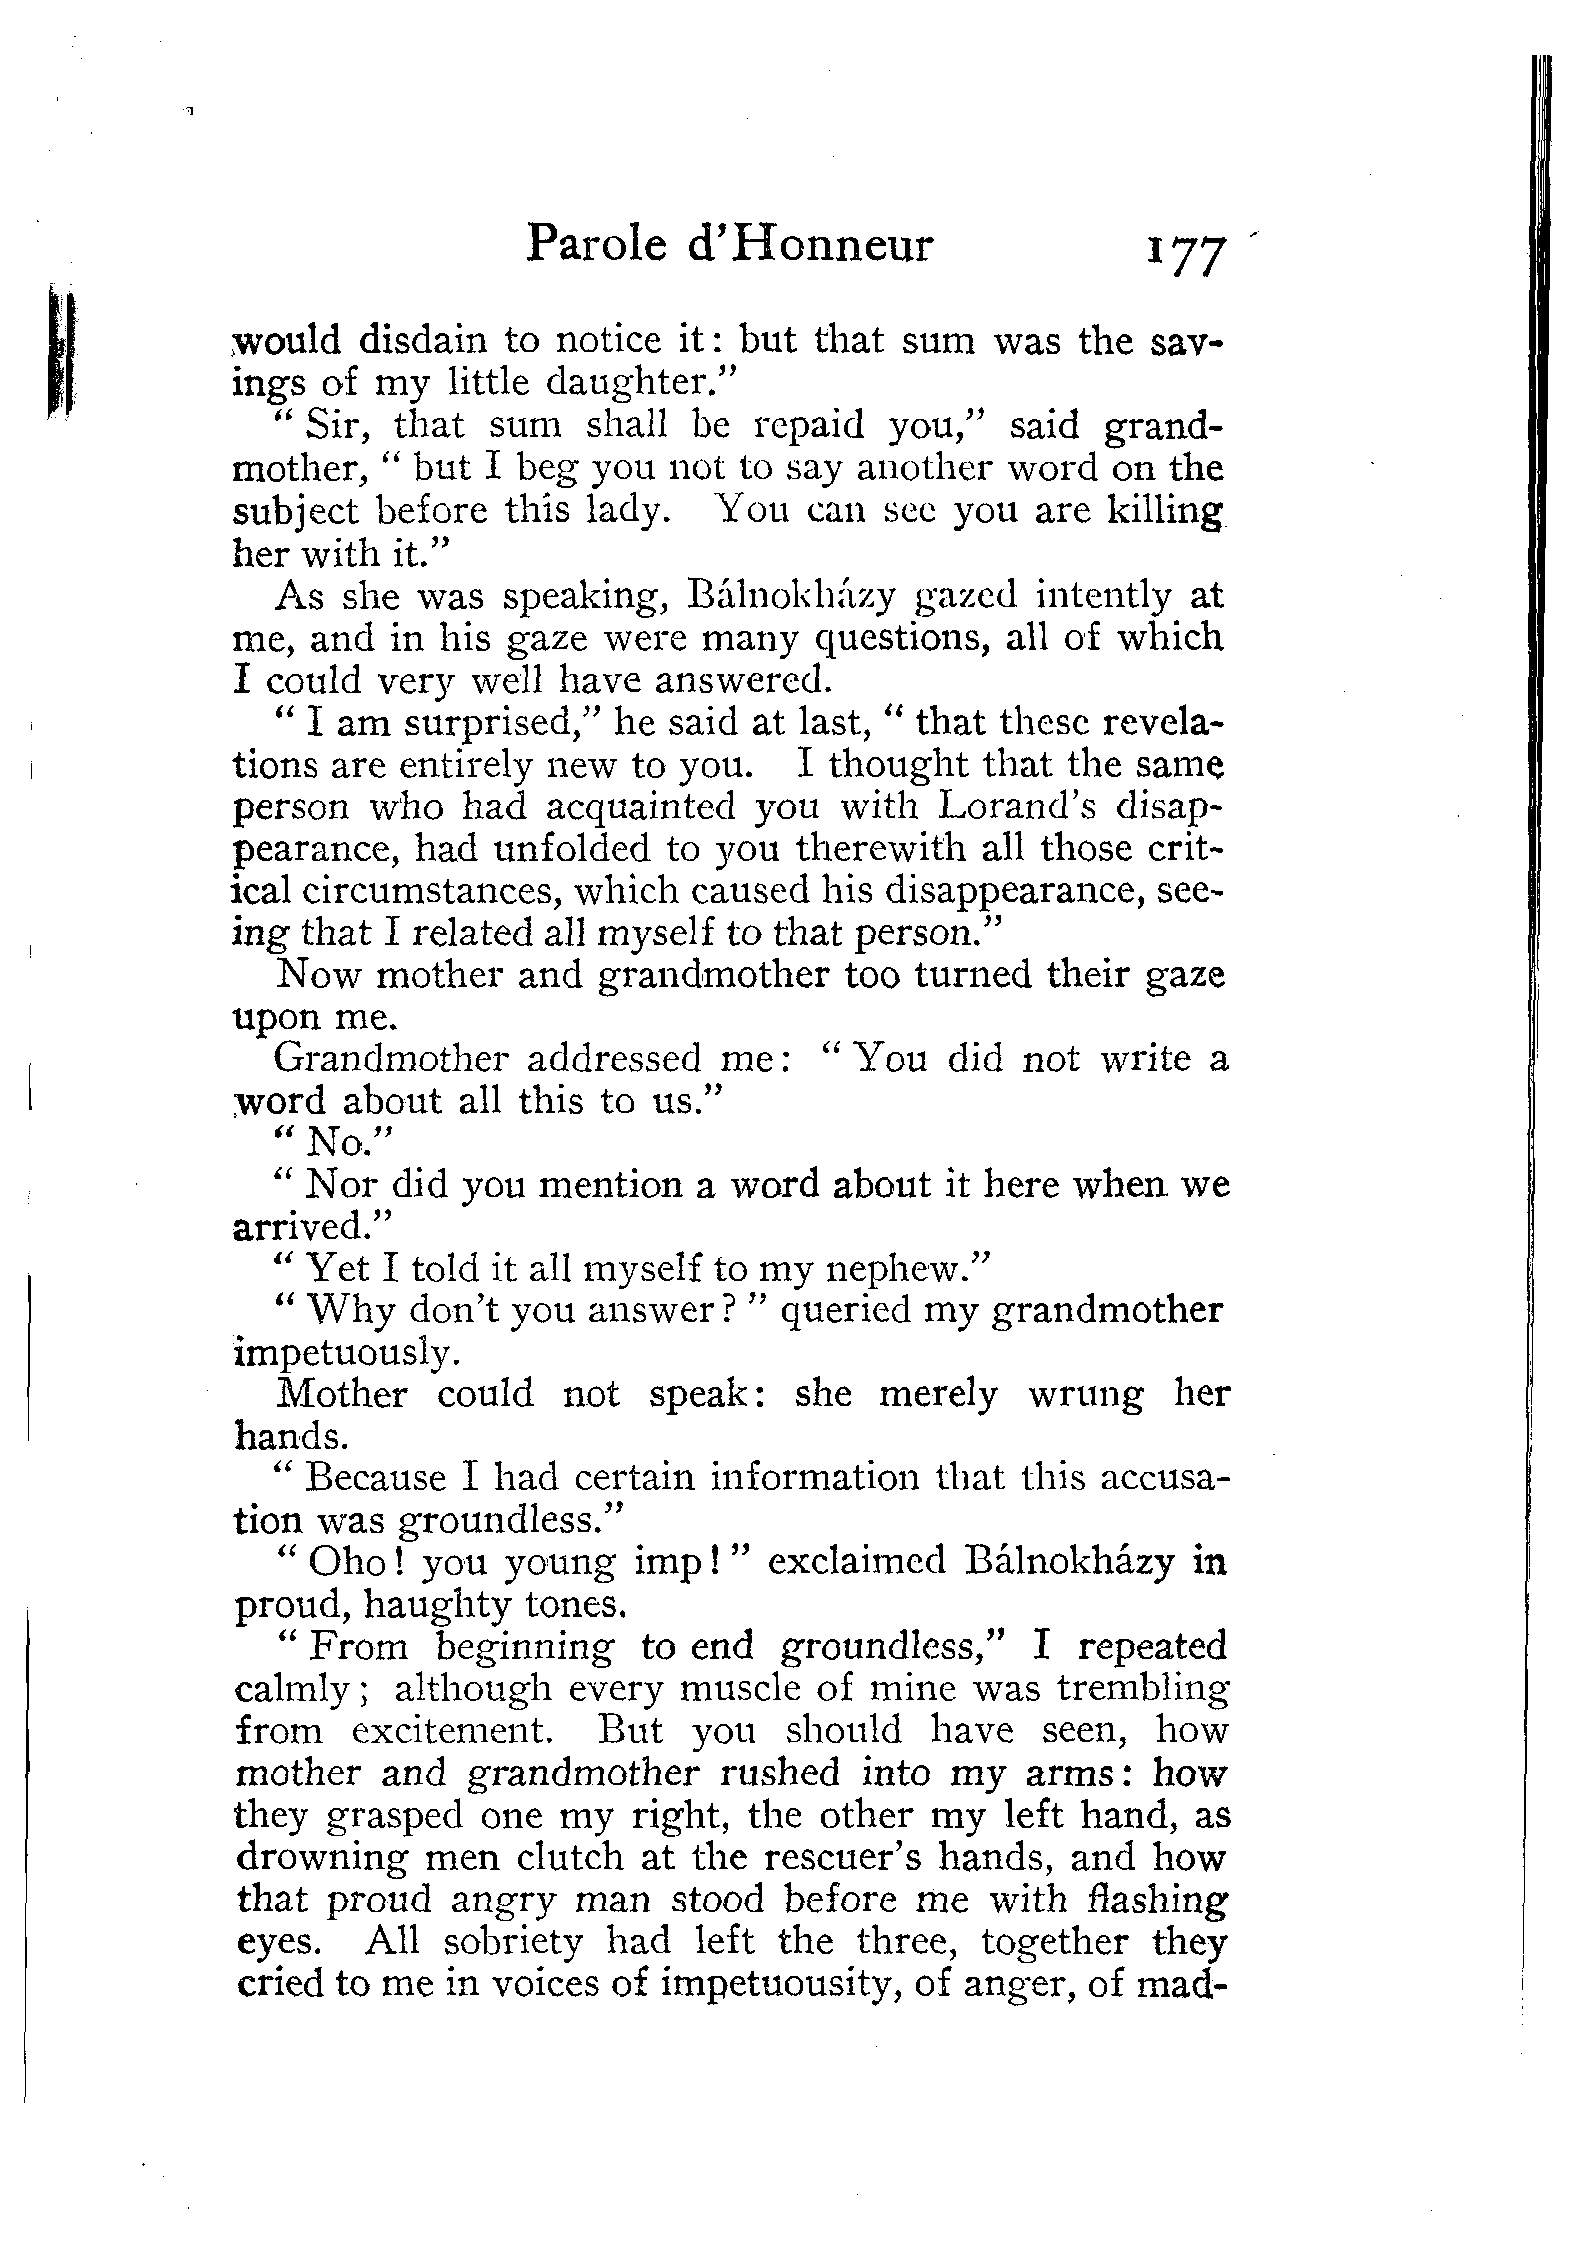 Parole d'Honneur 177
would disdain to notice it: but that sum was the sav-
ings of my little daughter."
" Sir, that sum shall be repaid you," said grand-
mother, " but I beg you not to say another word on the
subject before this lady. You can see you are killing
her with it."
As she was speaking, Bálnokházy gazed intently at
me, and in his gaze were many questions, all of which
I could very well have answered.
" I am surprised," he said at last, " that these revela-
tions are entirely new to you. I thought that the same
person who had acquainted you with Lorand's disap-
pearance, had unfolded to you therewith all those crit-
ical circumstances, which caused his disappearance, see-
ing that I related all myself to that person."
Now mother and grandmother too turned their gaze
upon me.
Grandmother addressed me: " You did not write a
word about all this to us."
" No."
" Nor did you mention a word about it here when we
arrived."
" Yet I told it all myself to my nephew."
" Why don't you answer? " queried my grandmother
impetuously.
Mother could not speak: she merely wrung her
hands.
" Because I had certain information that this accusa-
tion was groundless."
" Oho! you young imp! " exclaimed Bálnokházy in
proud, haughty tones.
" From beginning to end groundless," I repeated
calmly; although every muscle of mine was trembling
from excitement. But you should have seen, how
mother and grandmother rushed into my arms: how
they grasped one my right, the other my left hand, as
drowning men clutch at the rescuer's hands, and how
that proud angry man stood before me with flashing
eyes. All sobriety had left the three, together they
cried to me in voices of impetuousity, of anger, of mad-